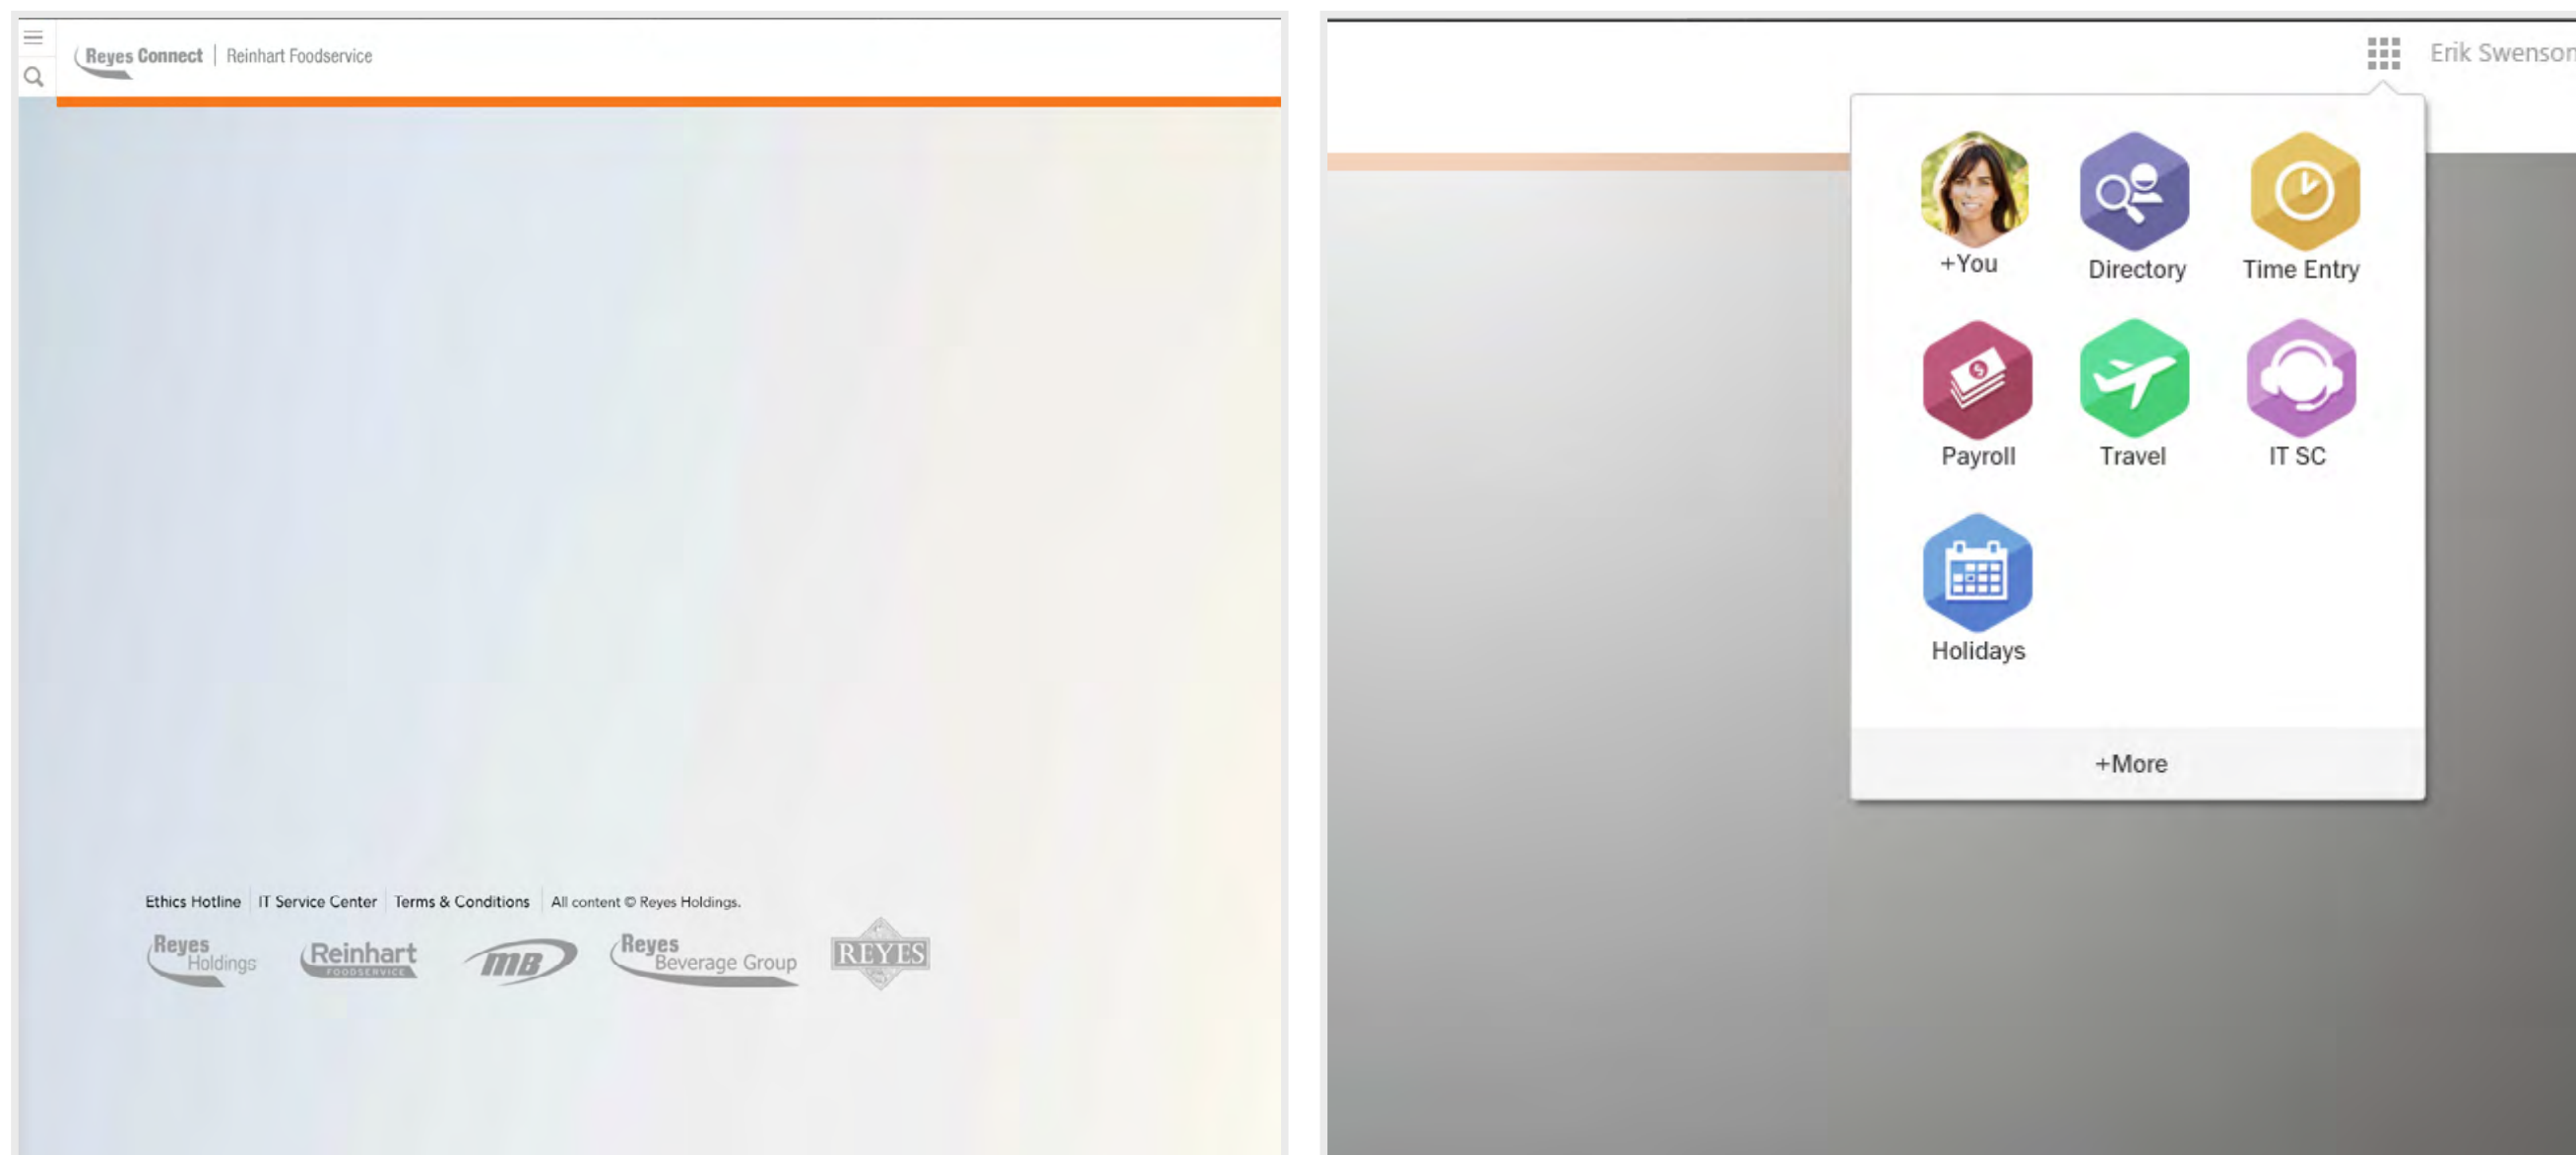 Reyes Connect | Reinhart Foodservice
Ethics Hotline | IT Service Center | Terms & Conditions | All content © Reyes Holdings.
Reyes Holdings
Reinhart FOODSERVICE
MB
Reyes Beverage Group
REYES
Erik Swenson
+You
Directory
Time Entry
Payroll
Travel
IT SC
Holidays
+More